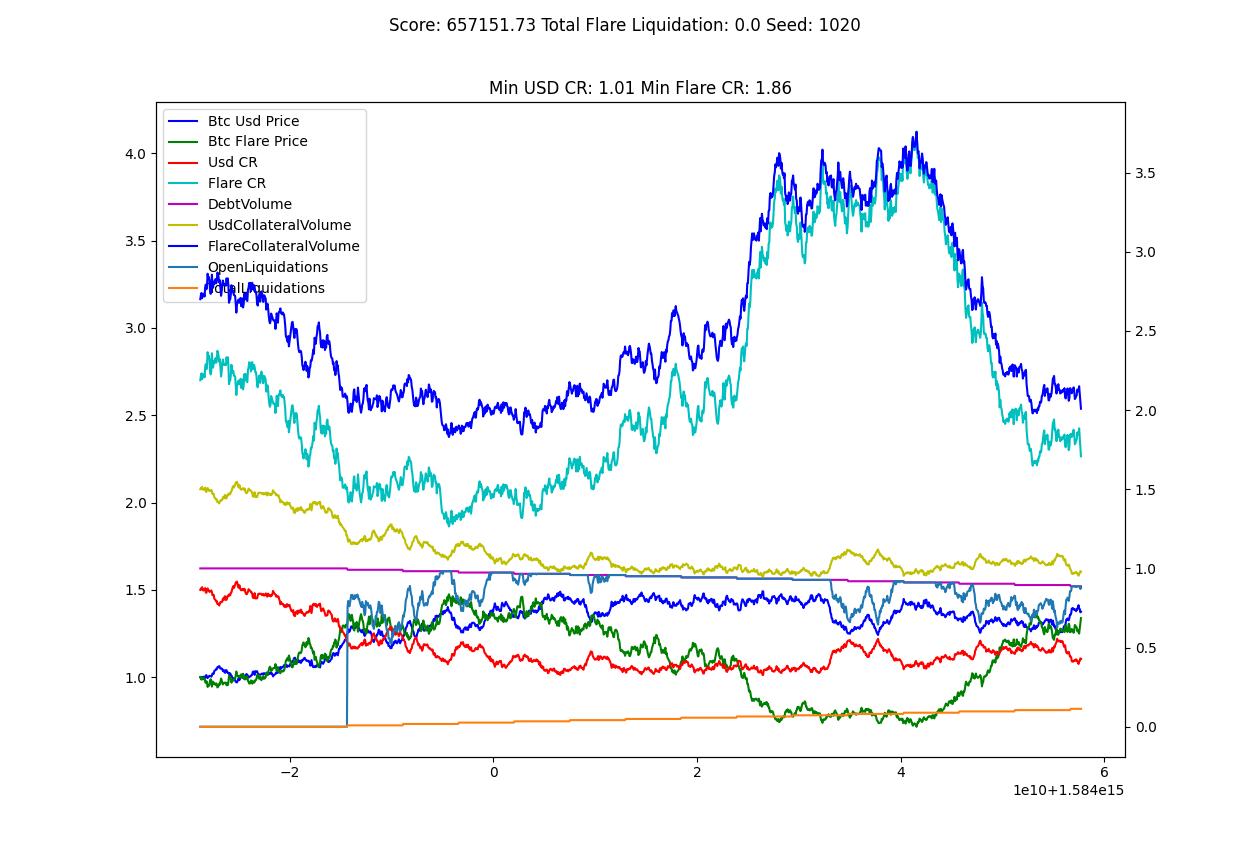 Score: 657151.73 Total Flare Liquidation: 0.0 Seed: 1020
Min USD CR: 1.01 Min Flare CR: 1.86
Btc Usd Price
Btc Flare Price
Usd CR
Flare CR
DebtVolume
UsdCollateralVolume
FlareCollateralVolume
OpenLiquidations
TotalLiquidations
4.0
3.5
3.0
2.5
2.0
1.5
1.0
3.5
3.0
2.5
2.0
1.5
1.0
0.5
0.0
−2 0 2 4 6
1e10+1.584e15